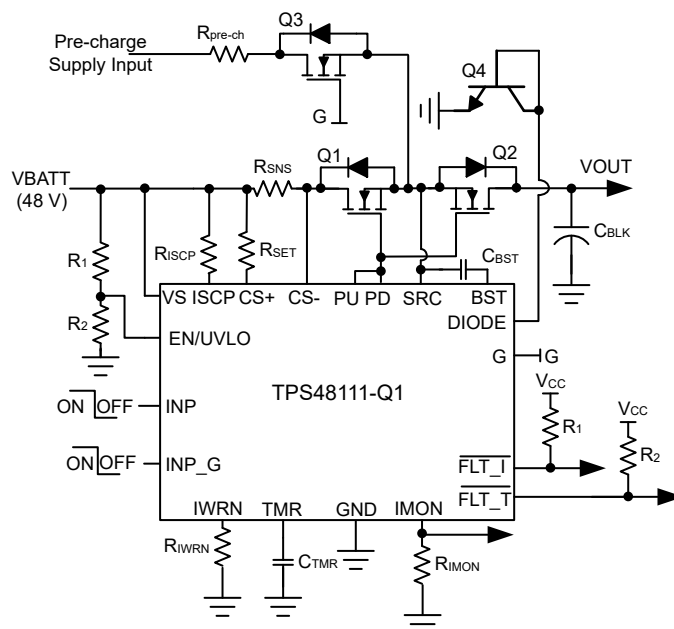 Pre-charge
Supply Input
Rpre-ch
Q3
Q4
G
VBATT
(48 V)
RSNS
Q1
Q2
VOUT
R1
RISCP
RSET
CBST
CBLK
R2
VS
ISCP
CS+
CS-
PU
PD
SRC
BST
DIODE
EN/UVLO
G
G
TPS48111-Q1
ON
OFF
INP
VCC
VCC
R1
R2
ON
OFF
INP_G
FLT_I
FLT_T
IWRN
TMR
GND
IMON
RIWRN
CTMR
RIMON